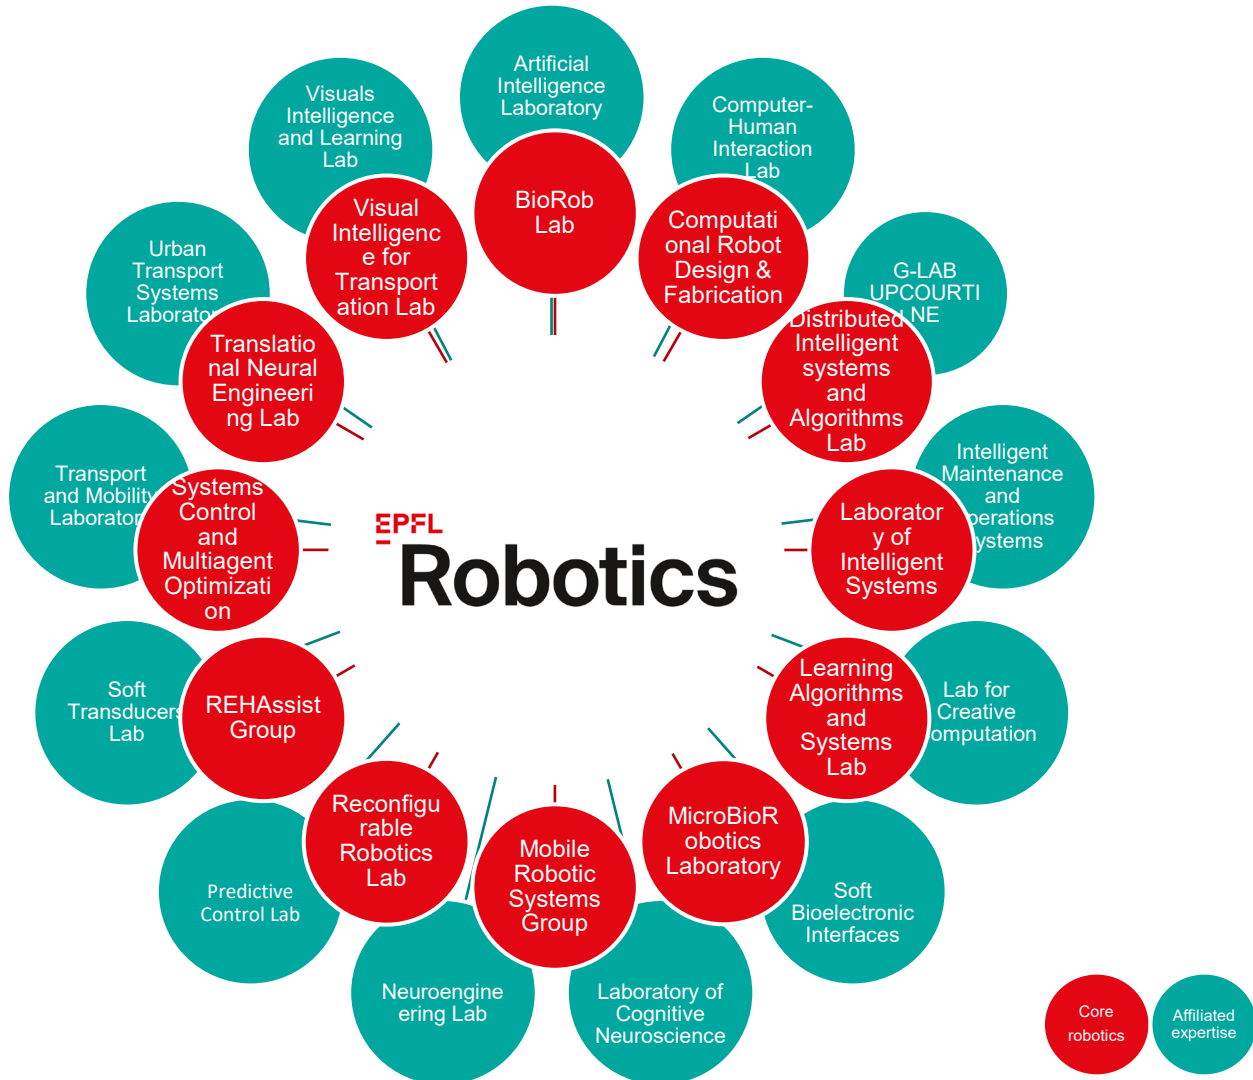 Artificial
Intelligence
Laboratory
Computer-
Human
Interaction
Lab
G-LAB
UPCOURTI
NE
Intelligent
Maintenance
and
perations
ystems
Lab for
Creative
omputation
Soft
Bioelectronic
Interfaces
Laboratory of
Cognitive
Neuroscience
Neuroengine
ering Lab
Predictive
Control Lab
Soft
Transducers
Lab
Transport
and Mobility
Laborator
Urban
Transport
Systems
Laborator
Visuals
Intelligence
and Learning
Lab
BioRob
Lab
Computati
onal Robot
Design &
Fabrication
Distributed
Intelligent
systems
and
Algorithms
Lab
Laborator
y of
Intelligent
Systems
Learning
Algorithms
and
Systems
Lab
MicroBioR
obotics
Laboratory
Mobile
Robotic
Systems
Group
Reconfigu
rable
Robotics
Lab
REHAssist
Group
Systems
Control
and
Multiagent
Optimizati
on
Translatio
nal Neural
Engineeri
ng Lab
Visual
Intelligenc
e for
Transport
ation Lab
EPFL
Robotics
Core
robotics
Affiliated
expertise